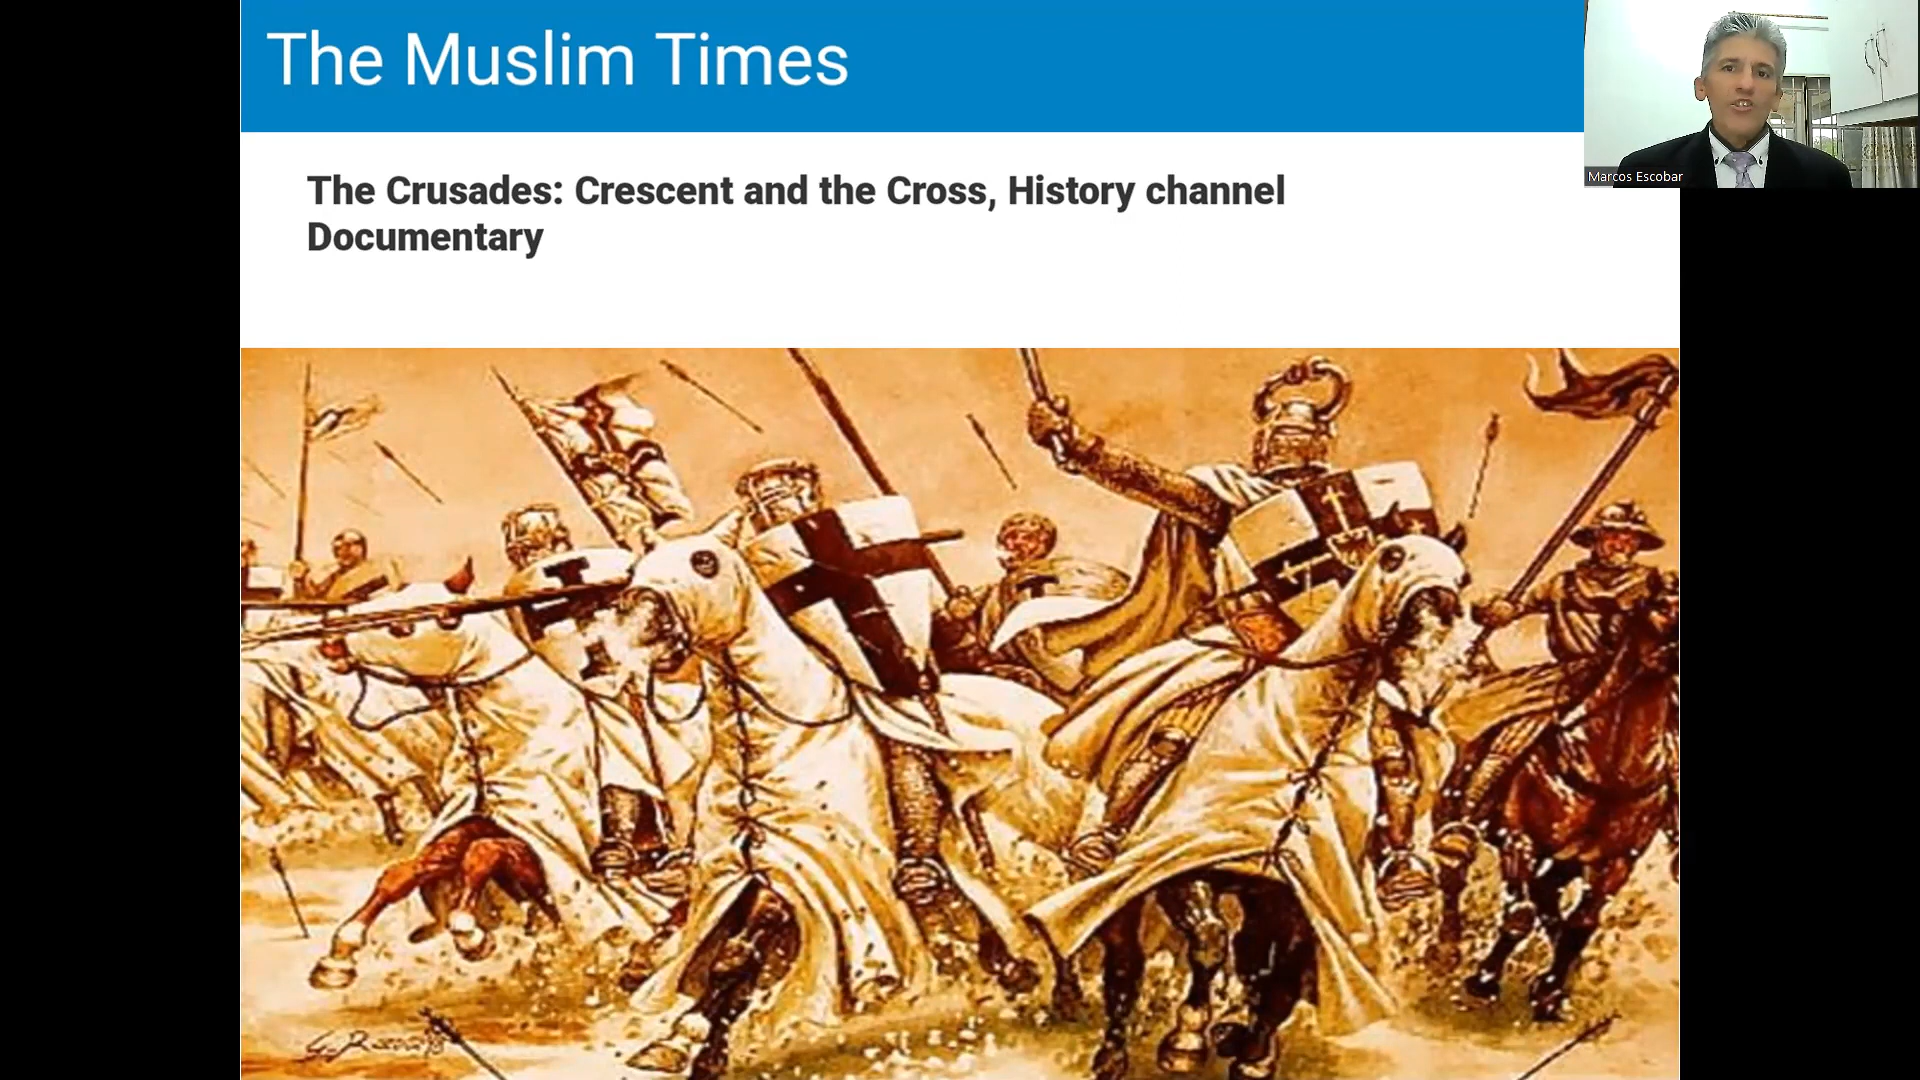 The Muslim Times
Marcos Escobar
The Crusades: Crescent and the Cross, History channel
Documentary